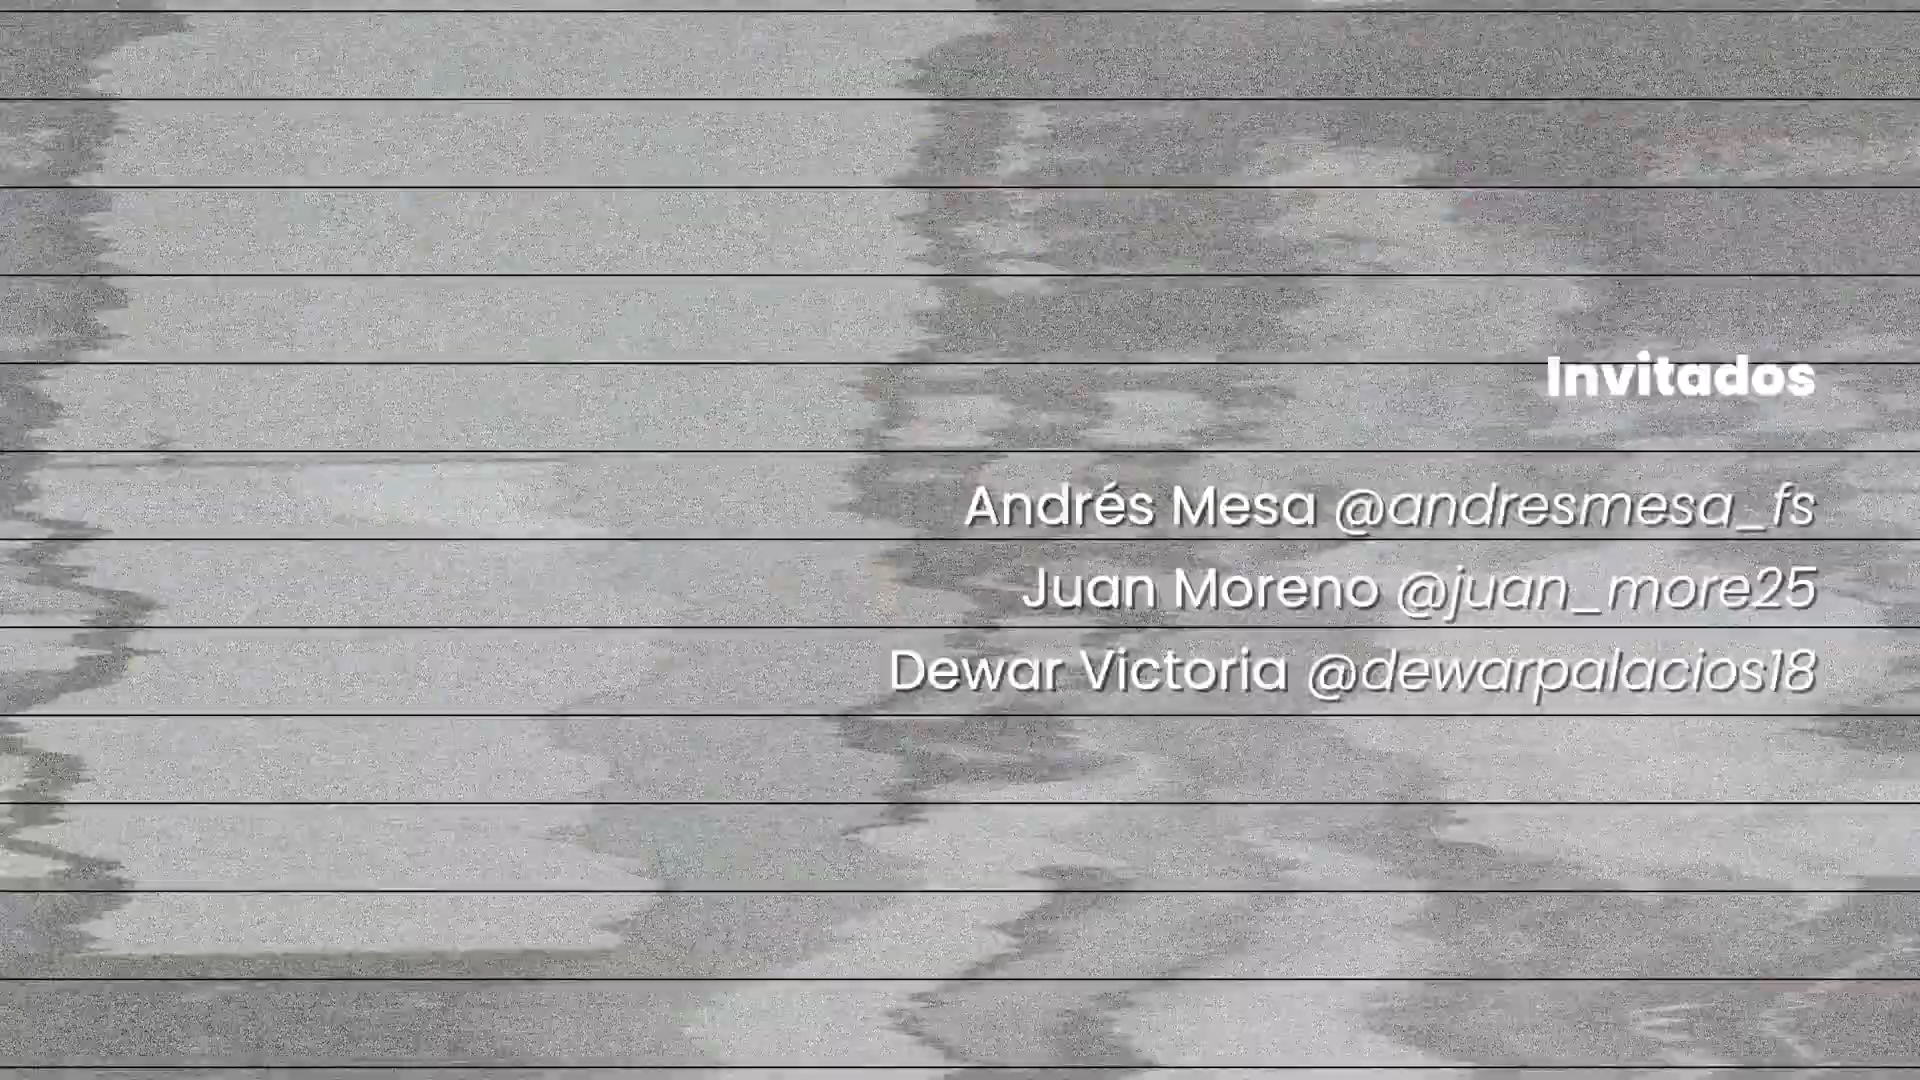 Invitados
Andrés Mesa @andresmesa_fs
Juan Moreno @juan_more25
Dewar Victoria @dewarpalacios18